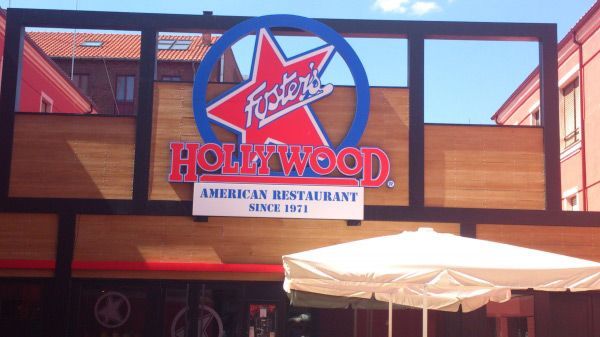 Foster's
HOLLYWOOD®
AMERICAN RESTAURANT
SINCE 1971